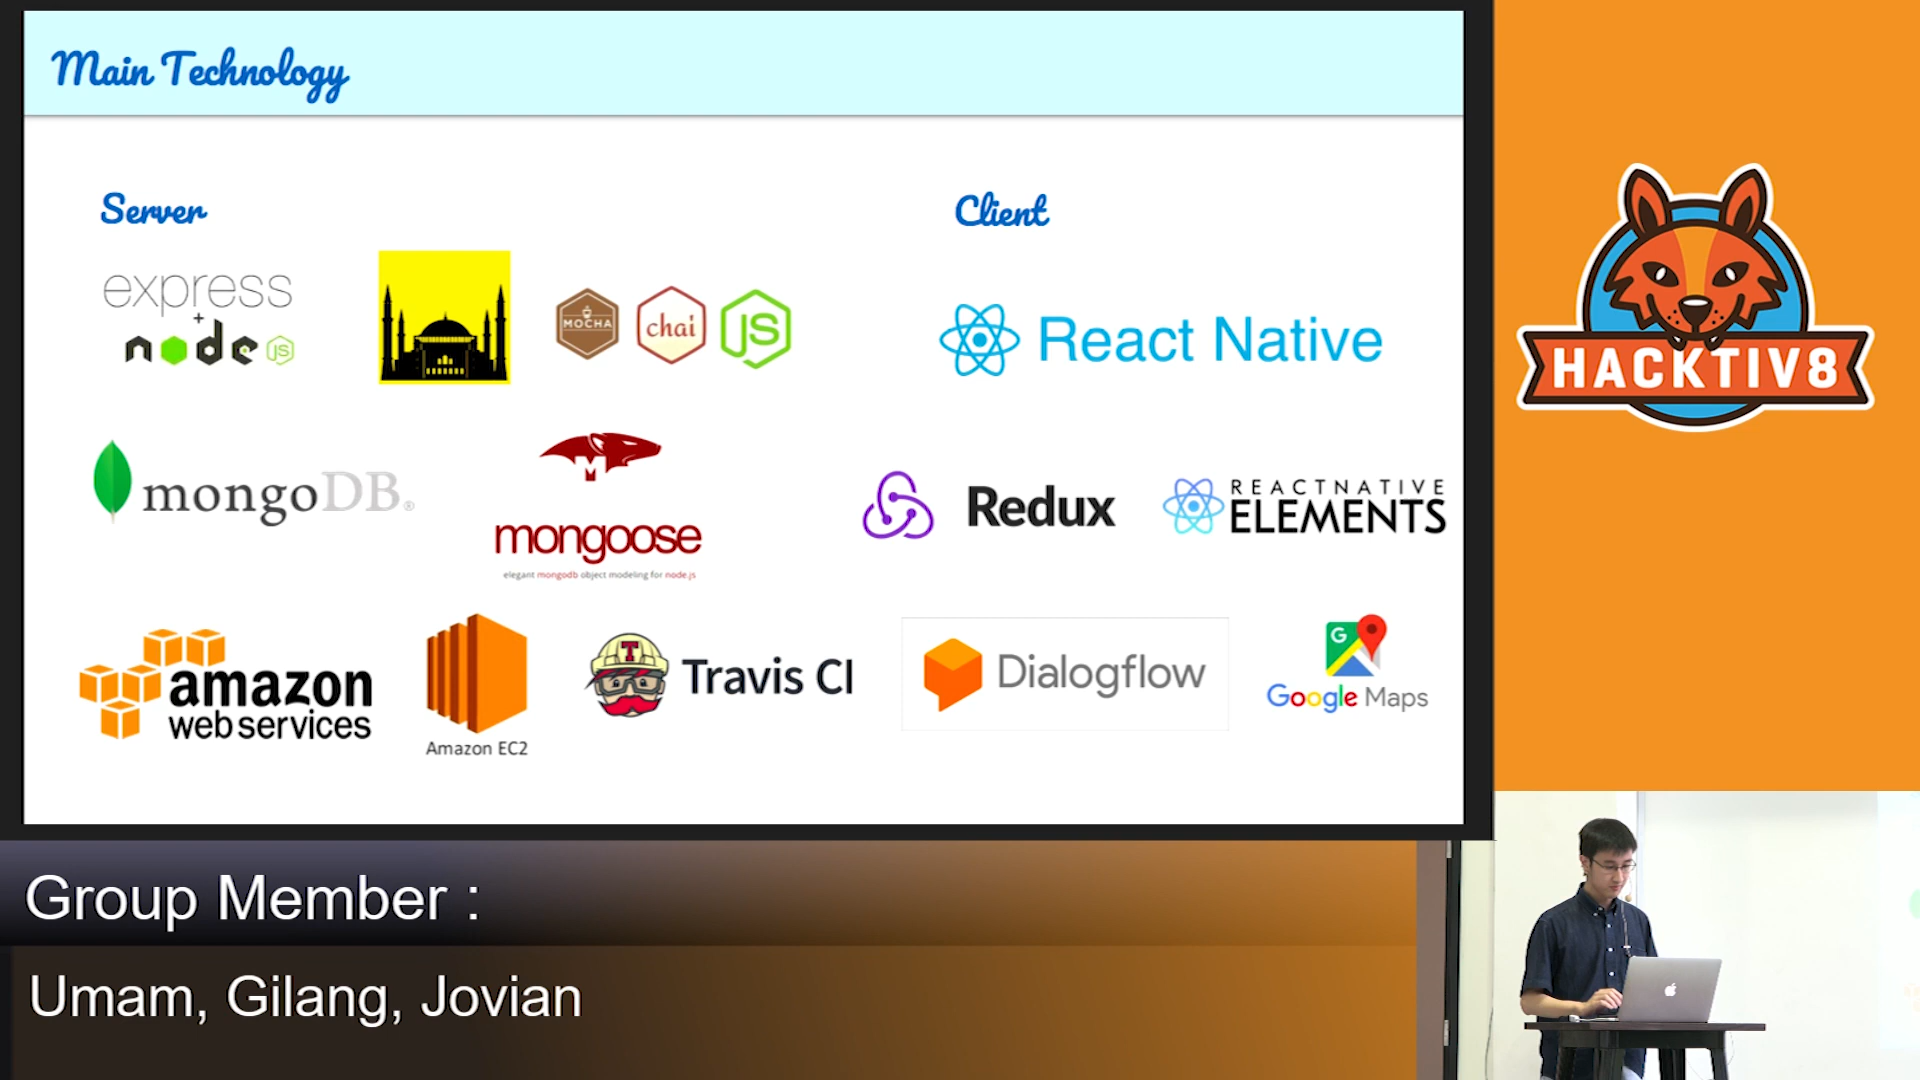 Main Technology
Server
express
+
node JS
MOCHA
chai
JS
mongoDB®
M
mongoose
elegant mongodb object modeling for node.js
amazon
web services
Amazon EC2
T
Travis CI
Client
React Native
Redux
REACTNATIVE
ELEMENTS
Dialogflow
G
Google Maps
HACKTIV8
Group Member :
Umam, Gilang, Jovian